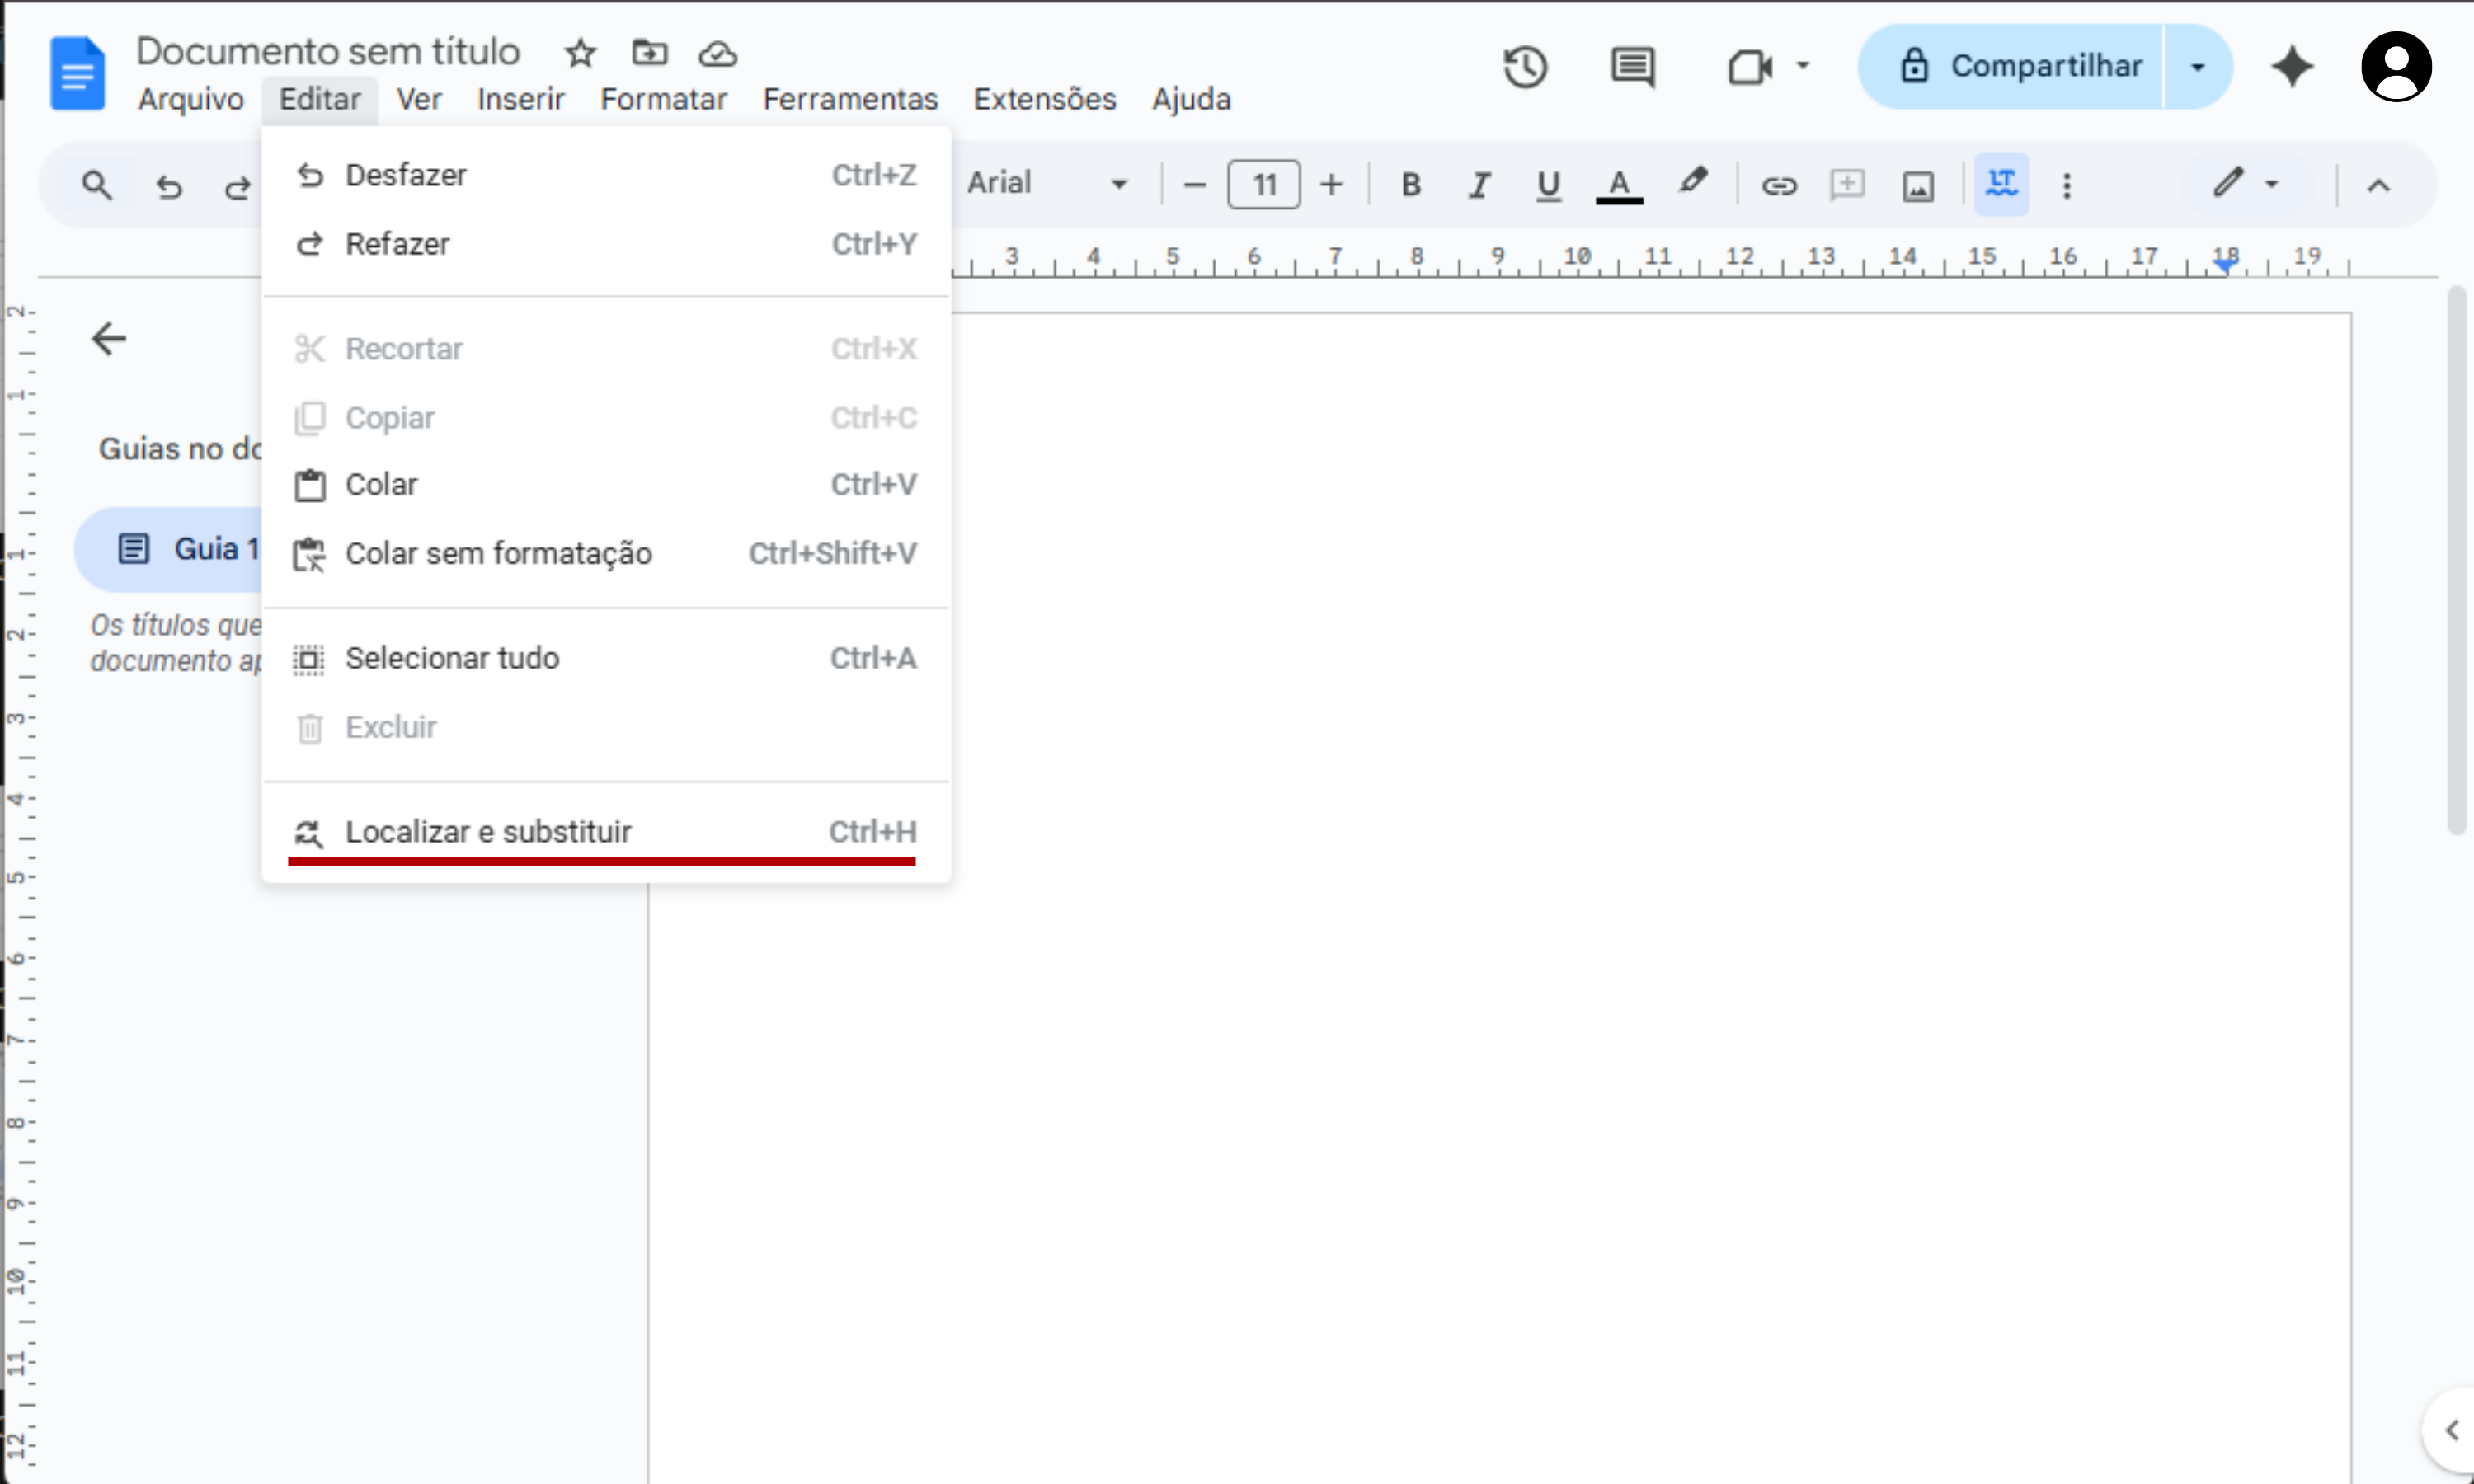 Documento sem título
Arquivo Editar Ver Inserir Formatar Ferramentas Extensões Ajuda
Compartilhar
Desfazer Ctrl+Z
Refazer Ctrl+Y
Recortar Ctrl+X
Copiar Ctrl+C
Colar Ctrl+V
Colar sem formatação Ctrl+Shift+V
Selecionar tudo Ctrl+A
Excluir
Localizar e substituir Ctrl+H
Arial 11 B I U A LT
3 4 5 6 7 8 9 10 11 12 13 14 15 16 17 18 19
Guias no
Guia 1
Os títulos que
documento
2
1
1
2
3
4
5
6
7
8
9
10
11
12